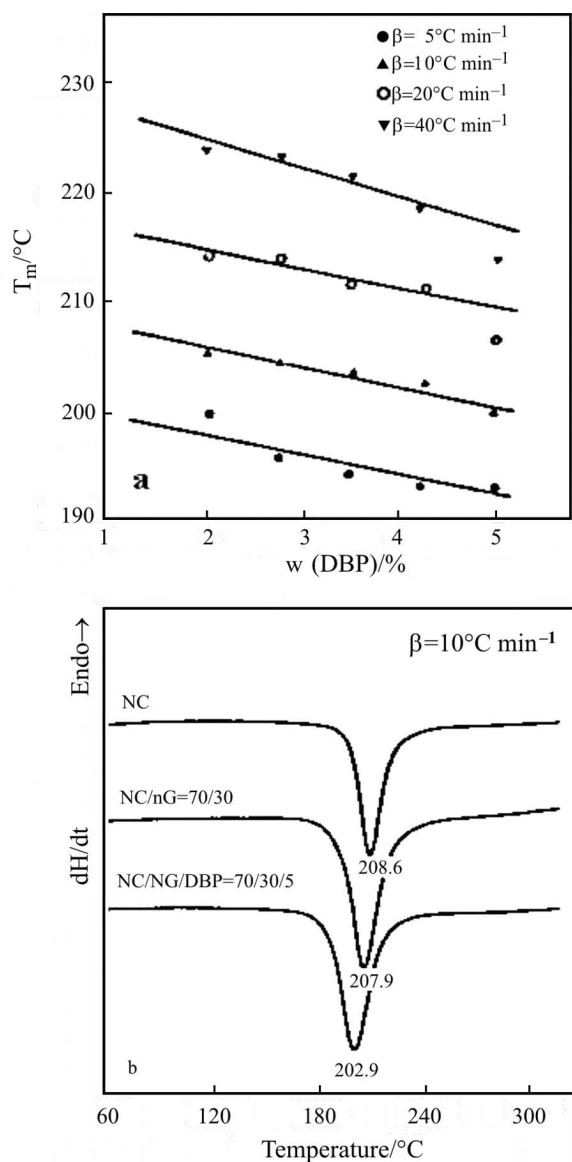 230
220
210
200
190
T_m/°C
β= 5°C min⁻¹
β=10°C min⁻¹
β=20°C min⁻¹
β=40°C min⁻¹
a
1 2 3 4 5
w (DBP)/%
Endo→
dH/dt
β=10°C min⁻¹
NC
NC/nG=70/30
208.6
NC/NG/DBP=70/30/5
207.9
202.9
b
60 120 180 240 300
Temperature/°C